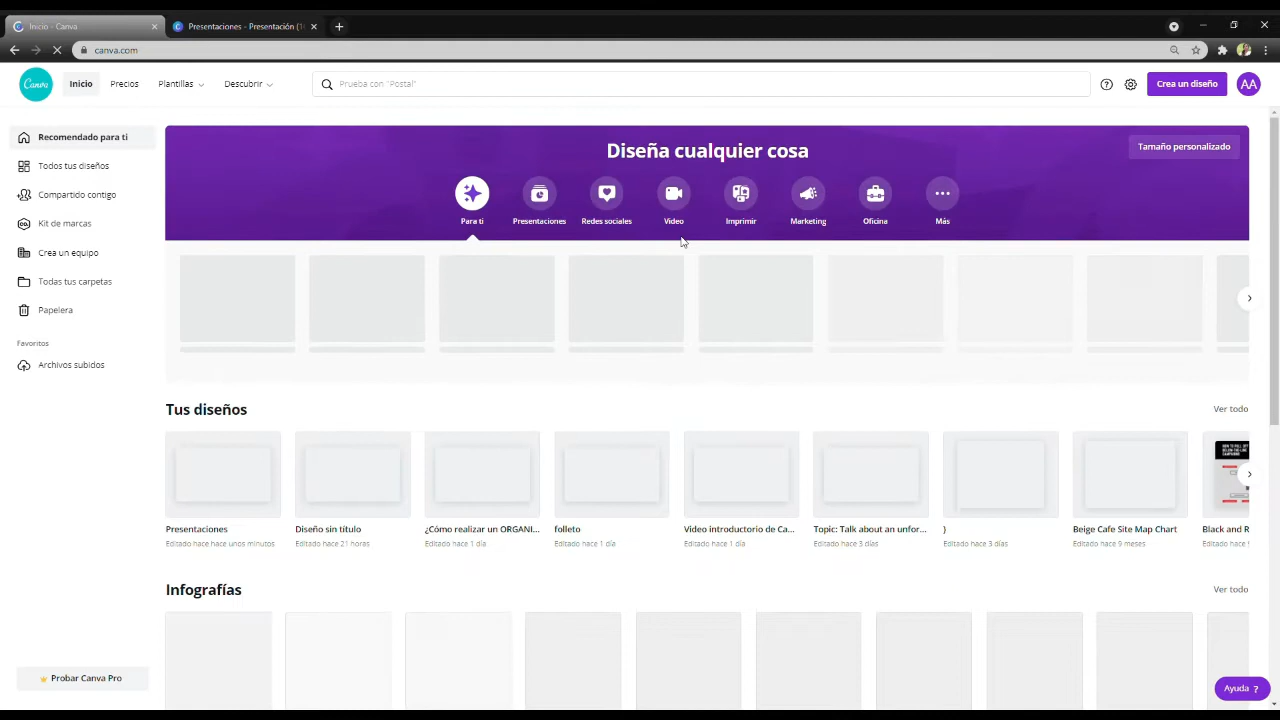 Inicio - Canva
Presentaciones - Presentación (1
canva.com
Canva
Inicio
Precios
Plantillas
Descubrir
Prueba con "Postal"
Crea un diseño
AA
Recomendado para ti
Todos tus diseños
Compartido contigo
Kit de marcas
Crea un equipo
Todas tus carpetas
Papelera
Favoritos
Archivos subidos
Probar Canva Pro
Diseña cualquier cosa
Tamaño personalizado
Para ti
Presentaciones
Redes sociales
Video
Imprimir
Marketing
Oficina
Más
Tus diseños
Ver todo
Presentaciones
Editado hace hace unos minutos
Diseño sin título
Editado hace 21 horas
¿Cómo realizar un ORGANI...
Editado hace 1 día
folleto
Editado hace 1 día
Video introductorio de Ca...
Editado hace 1 día
Topic: Talk about an unfor...
Editado hace 3 días
)
Editado hace 3 días
Beige Cafe Site Map Chart
Editado hace 9 meses
Black and R
Editado hace
Infografías
Ver todo
Ayuda ?